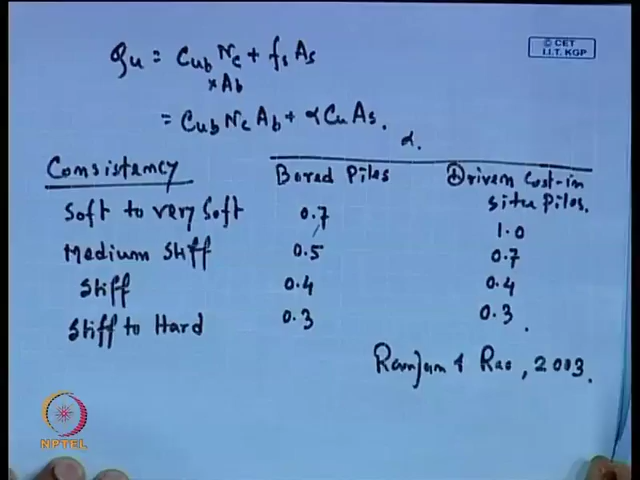 © CET
I.I.T. KGP
Qu = Cub Nc + fs As
× Ab
= Cub Nc Ab + α Cu As.
α.
Consistency Bored Piles Driven Cast-in
situ Piles.
Soft to very Soft 0.7 1.0
Medium Stiff 0.5 0.7
Stiff 0.4 0.4
Stiff to Hard 0.3 0.3.
Ranjan & Rao, 2003.
NPTEL